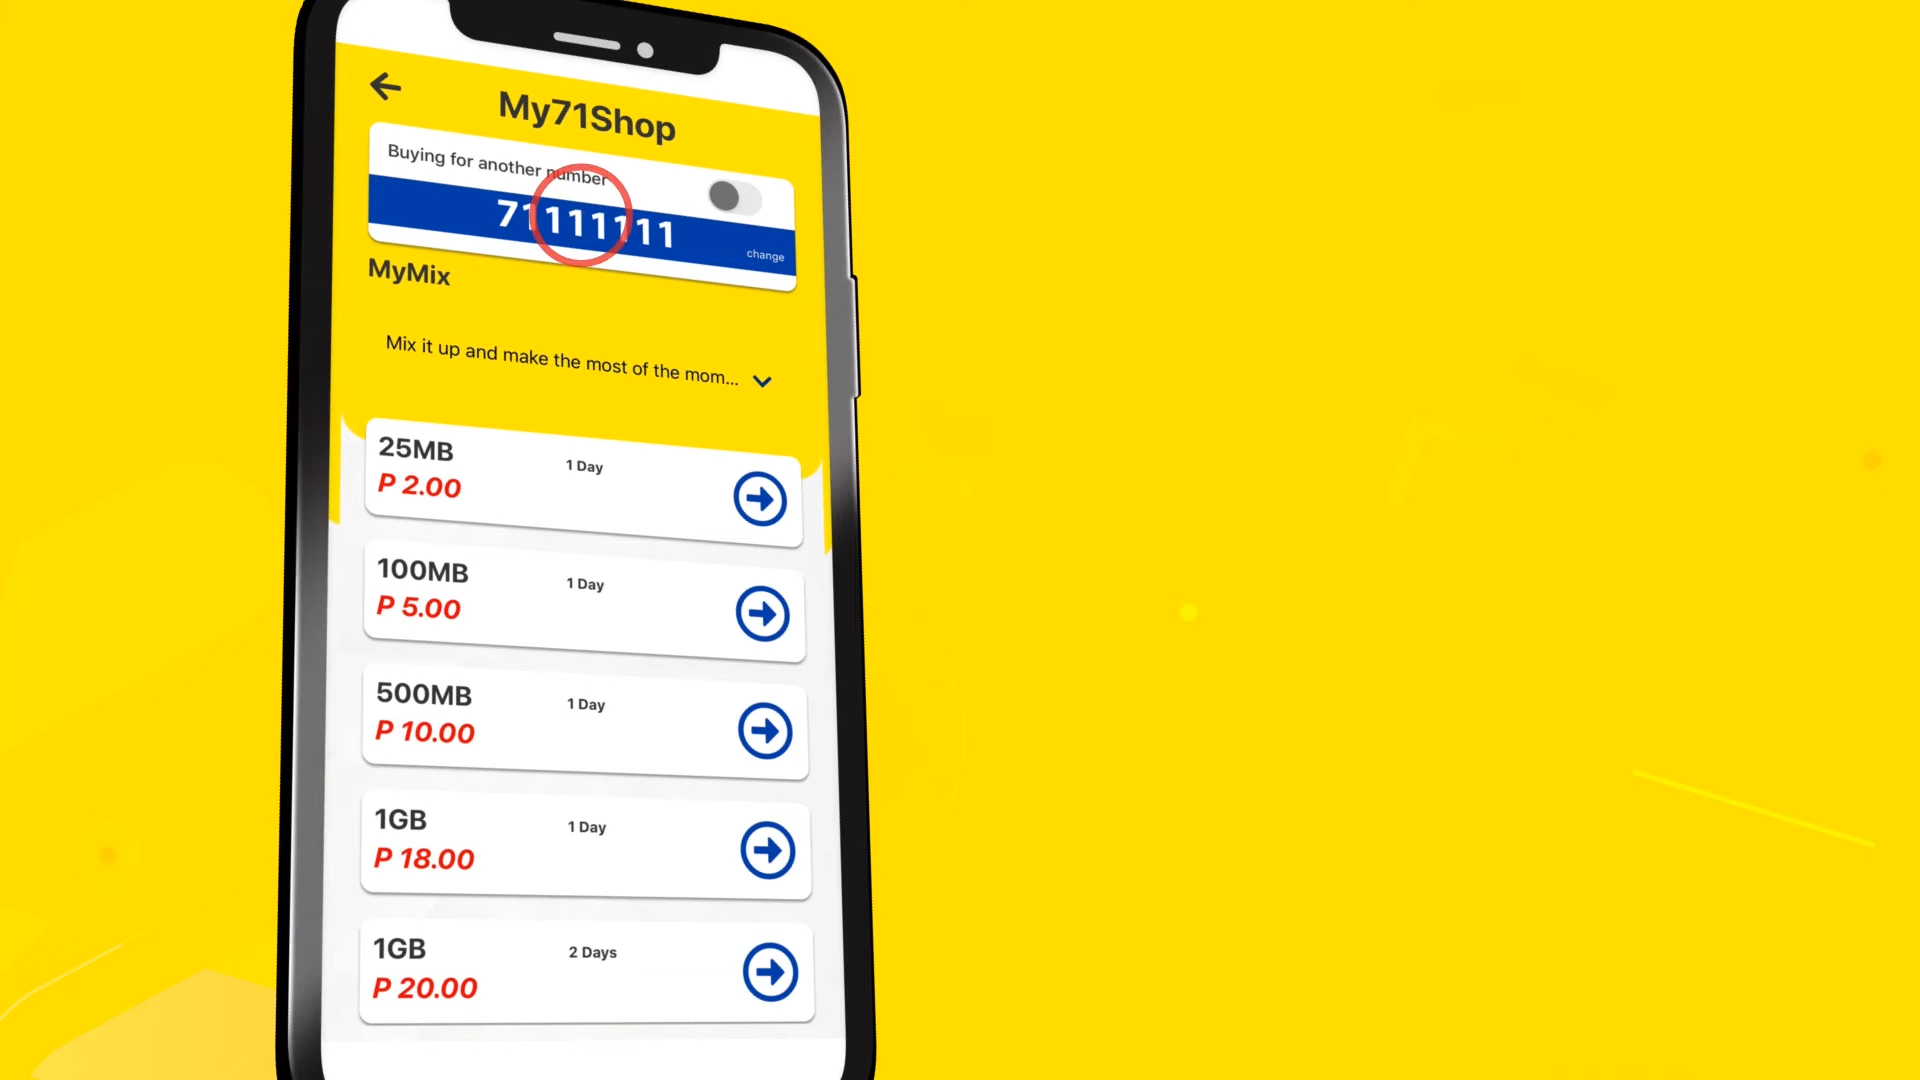 My71Shop
Buying for another number
71111111
change
MyMix
Mix it up and make the most of the mom...
25MB
1 Day
P 2.00
100MB
1 Day
P 5.00
500MB
1 Day
P 10.00
1GB
1 Day
P 18.00
1GB
2 Days
P 20.00